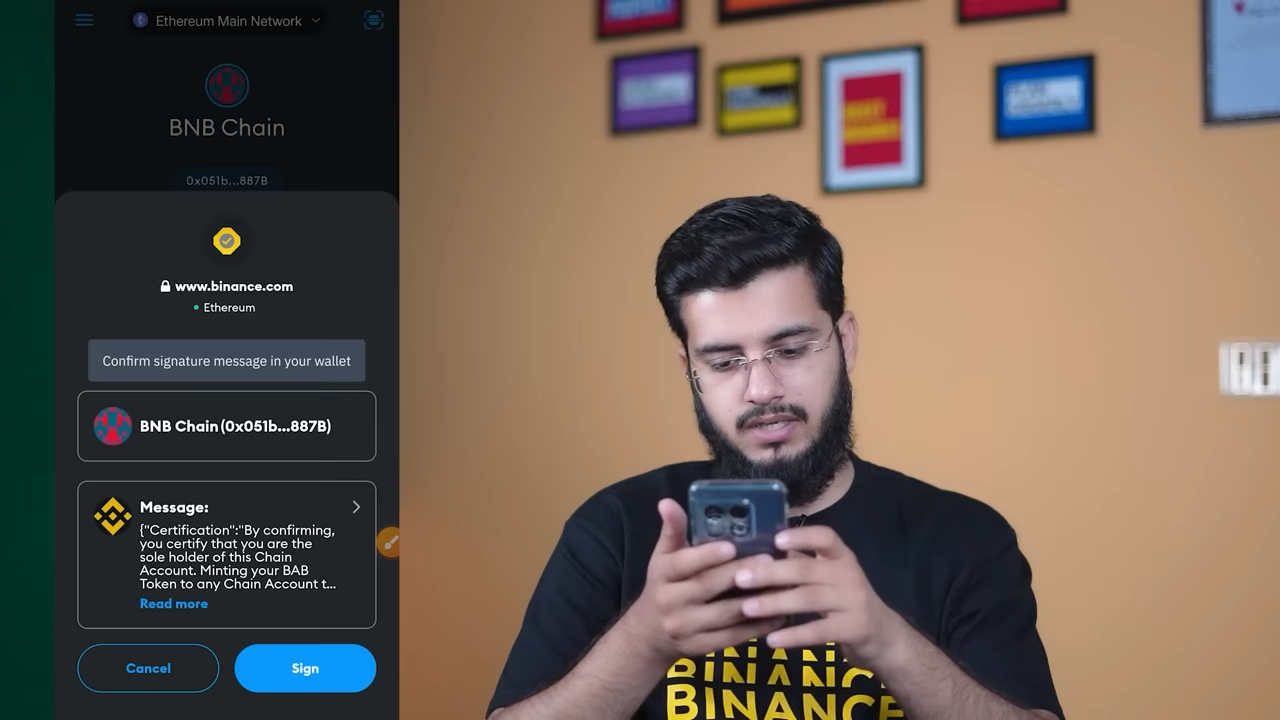 Ethereum Main Network
BNB Chain
0x051b...887B
www.binance.com
Ethereum
Confirm signature message in your wallet
BNB Chain (0x051b...887B)
Message:
{"Certification":"By confirming,
you certify that you are the
sole holder of this Chain
Account. Minting your BAB
Token to any Chain Account t...
Read more
Cancel
Sign
BINANCE
BINANCE